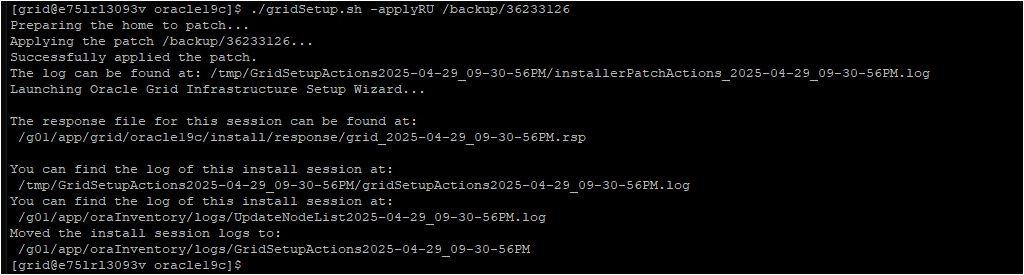 [grid@e75lrl3093v oracle19c]$ ./gridSetup.sh -applyRU /backup/36233126
Preparing the home to patch...
Applying the patch /backup/36233126...
Successfully applied the patch.
The log can be found at: /tmp/GridSetupActions2025-04-29_09-30-56PM/installerPatchActions_2025-04-29_09-30-56PM.log
Launching Oracle Grid Infrastructure Setup Wizard...
The response file for this session can be found at:
/g01/app/grid/oracle19c/install/response/grid_2025-04-29_09-30-56PM.rsp
You can find the log of this install session at:
/tmp/GridSetupActions2025-04-29_09-30-56PM/gridSetupActions2025-04-29_09-30-56PM.log
You can find the log of this install session at:
/g01/app/oraInventory/logs/UpdateNodeList2025-04-29_09-30-56PM.log
Moved the install session logs to:
/g01/app/oraInventory/logs/GridSetupActions2025-04-29_09-30-56PM
[grid@e75lrl3093v oracle19c]$